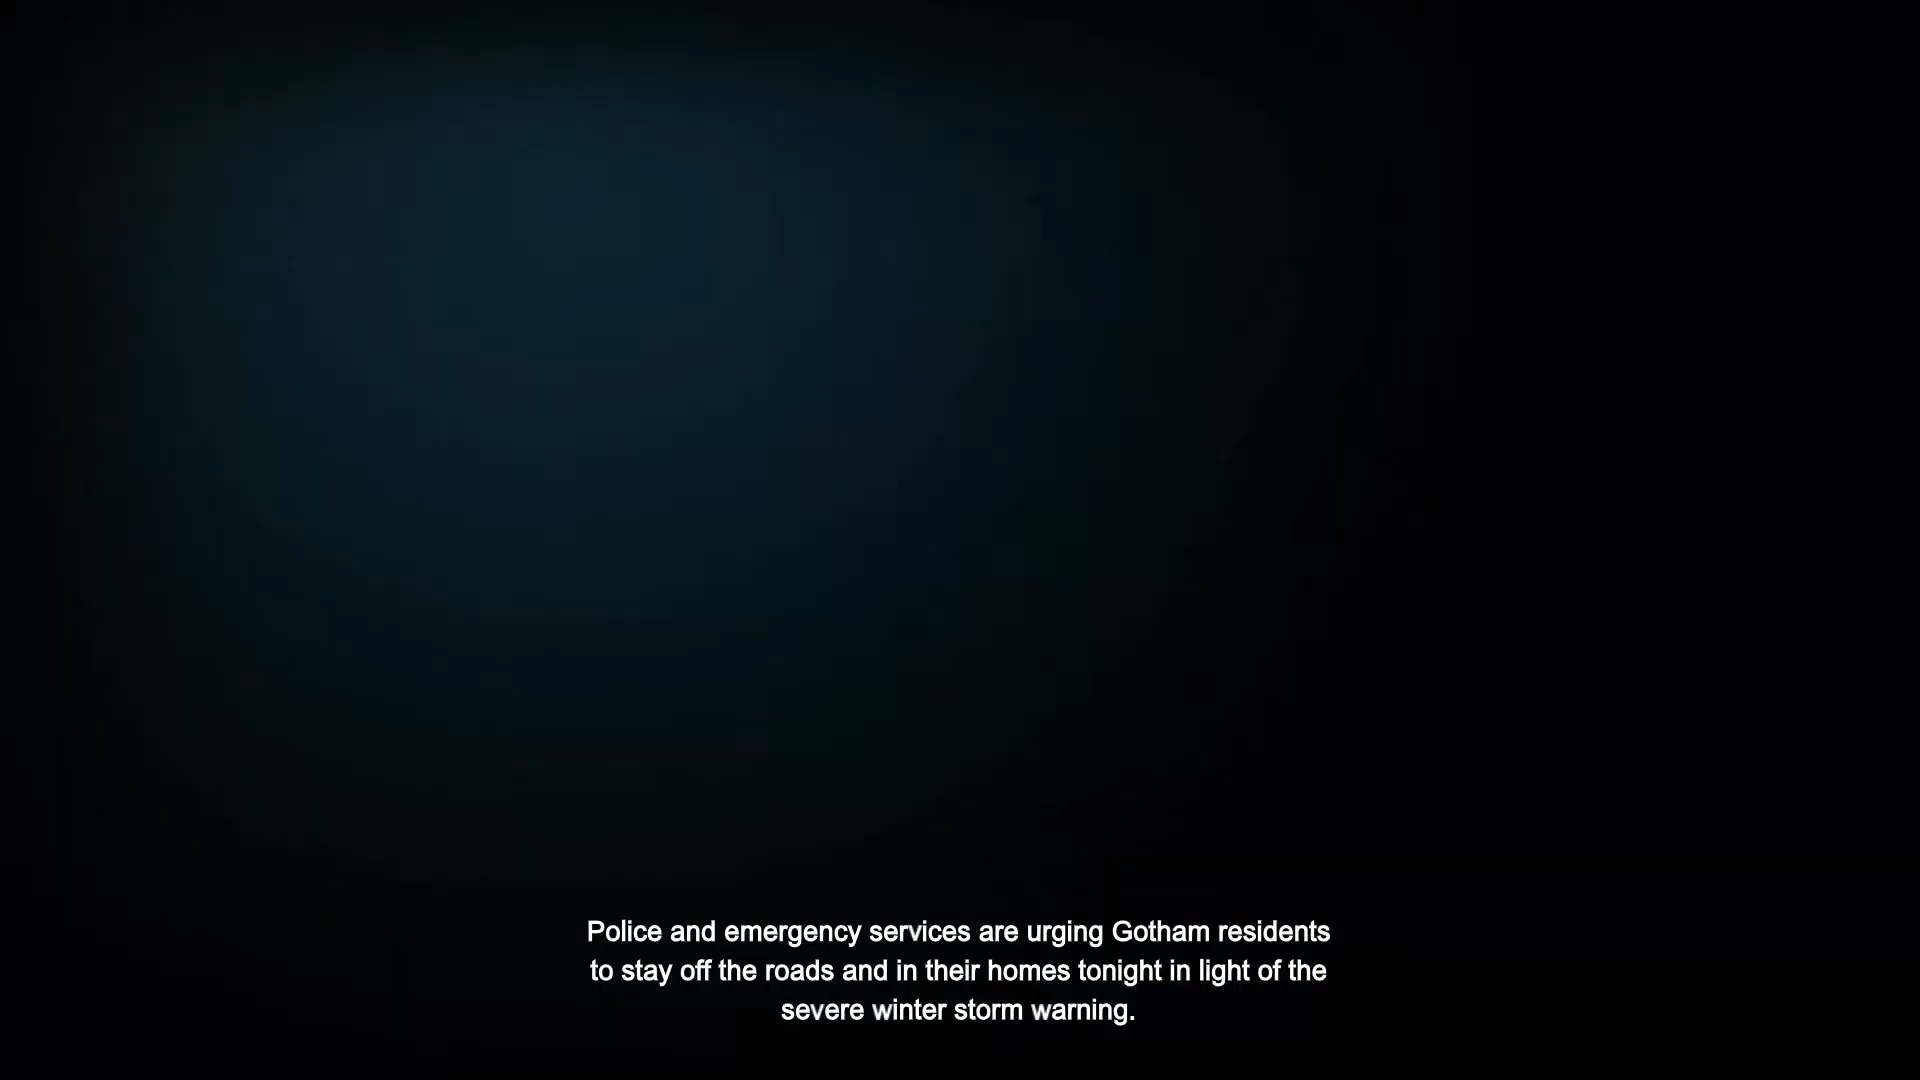 Police and emergency services are urging Gotham residents
to stay off the roads and in their homes tonight in light of the
severe winter storm warning.